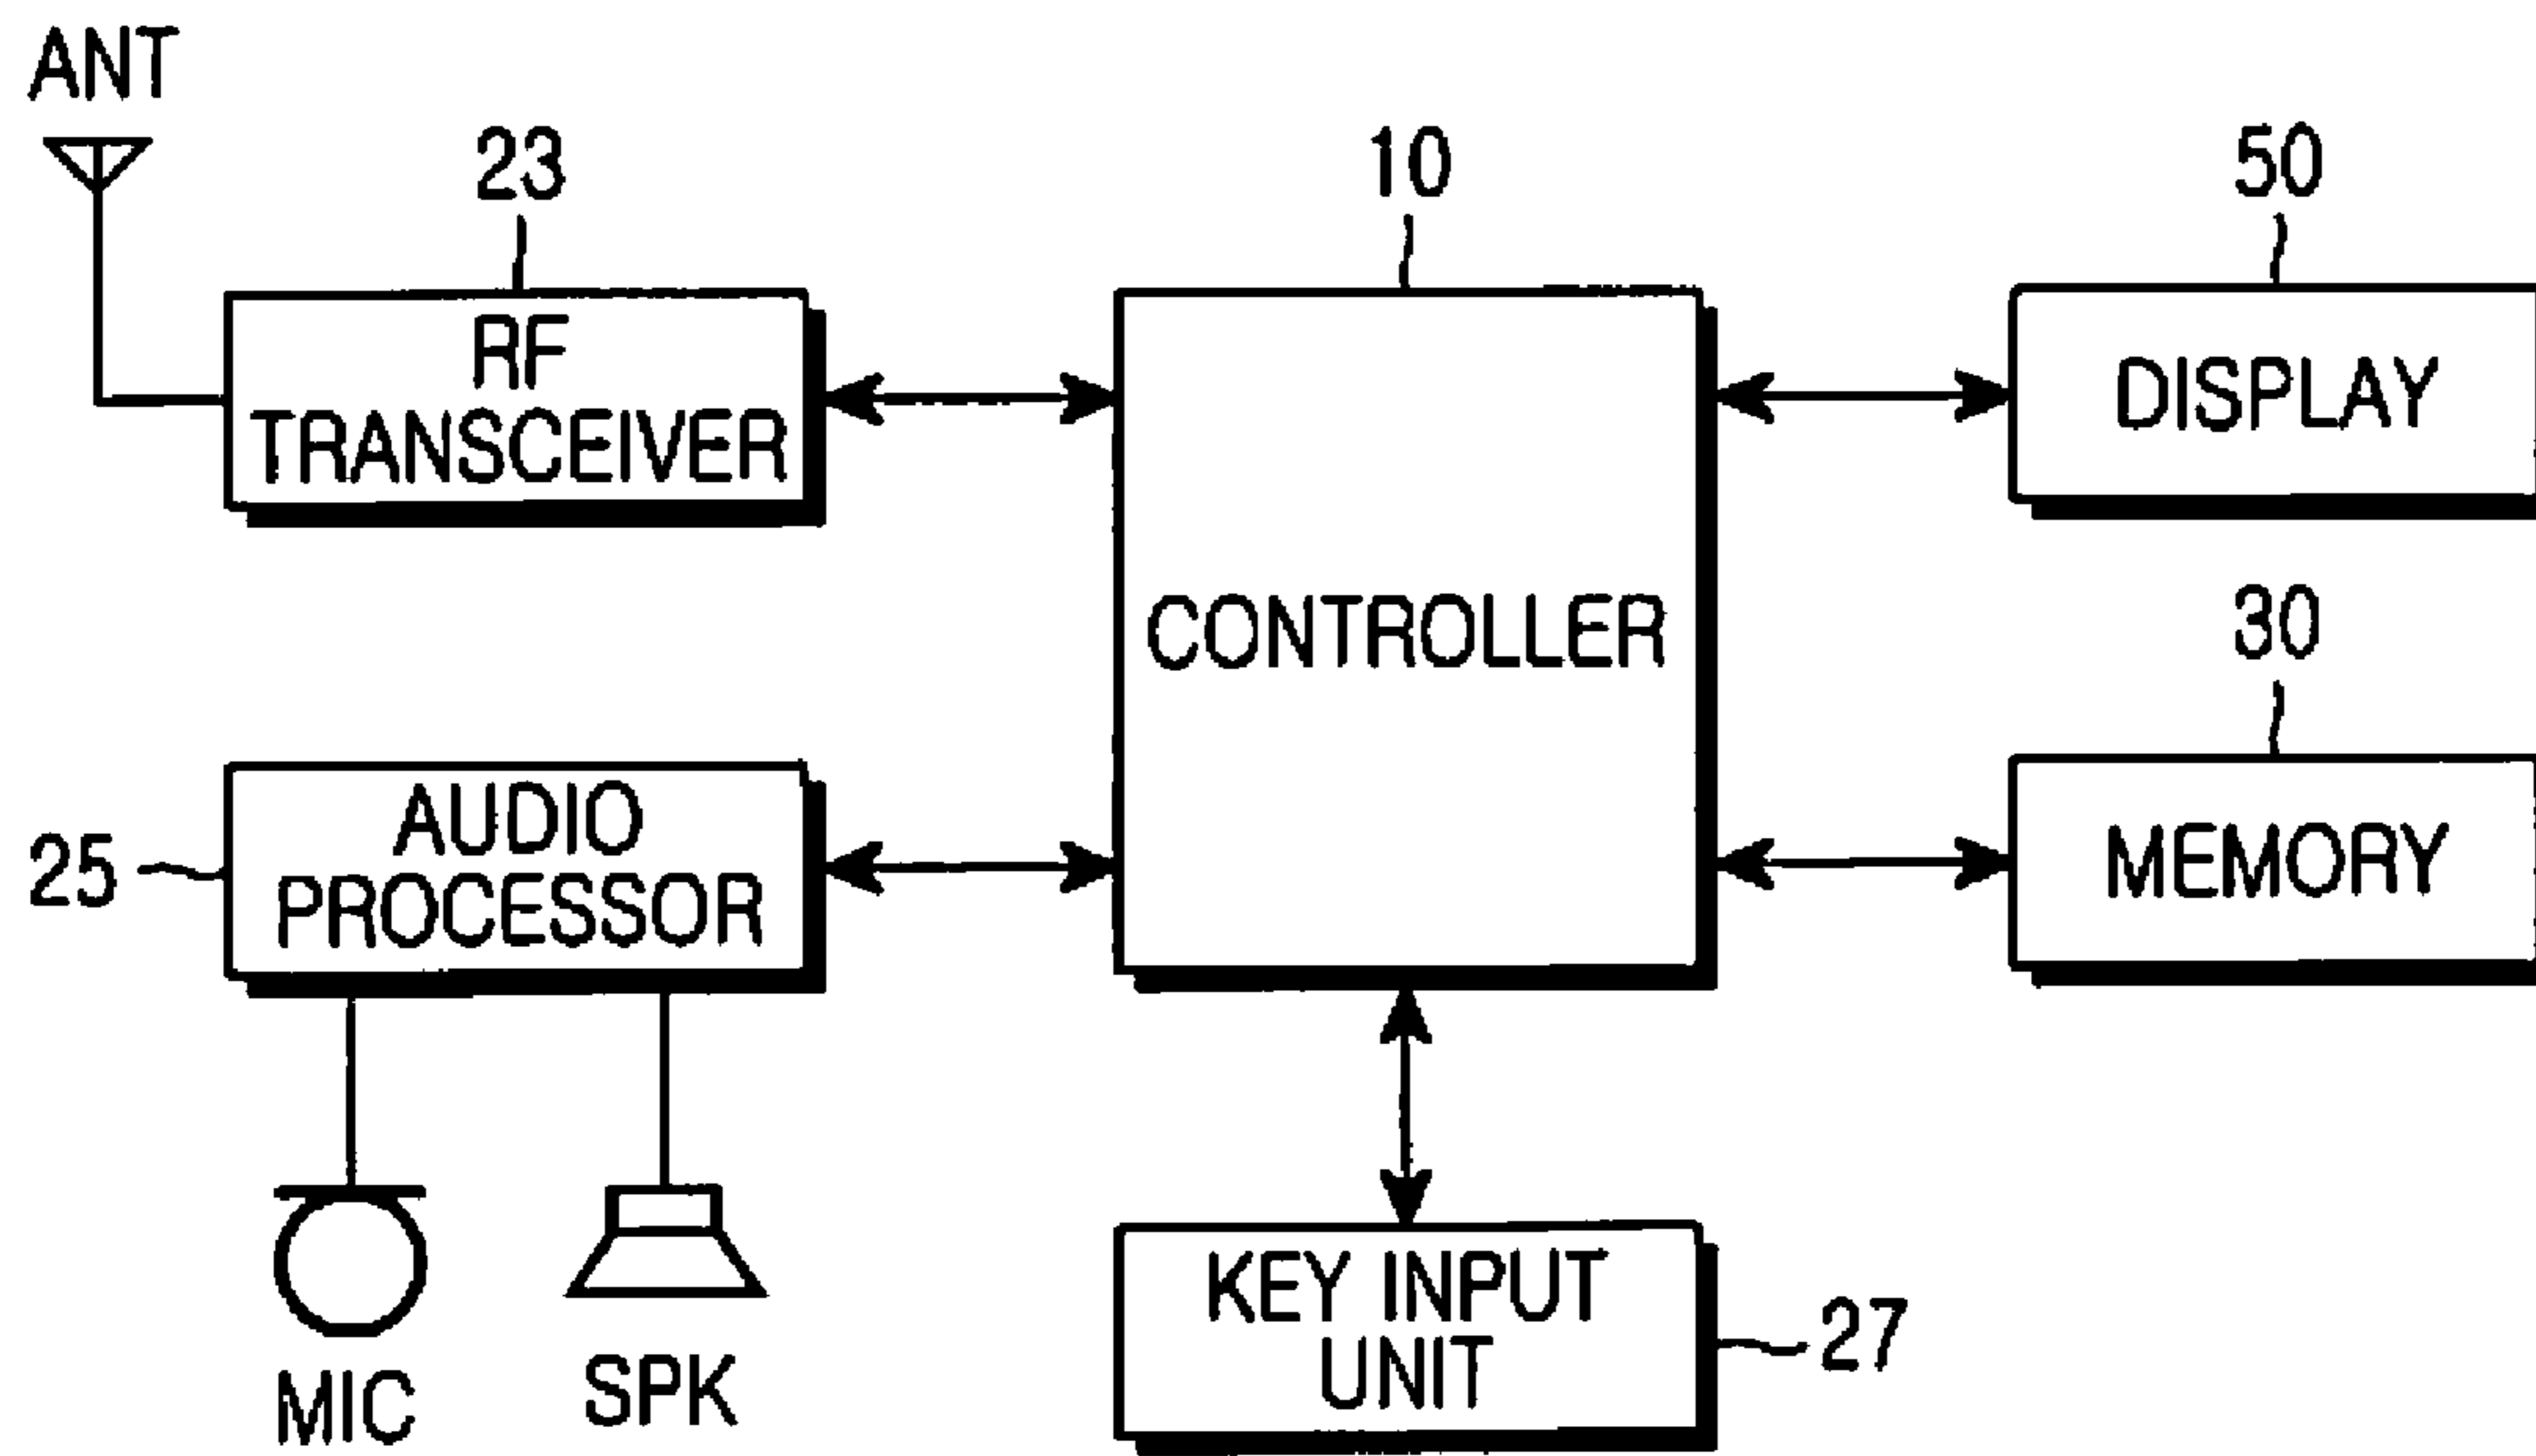 ANT
23
10
50
RF
TRANSCEIVER
DISPLAY
CONTROLLER
30
25
AUDIO
PROCESSOR
MEMORY
MIC
SPK
KEY INPUT
UNIT
27